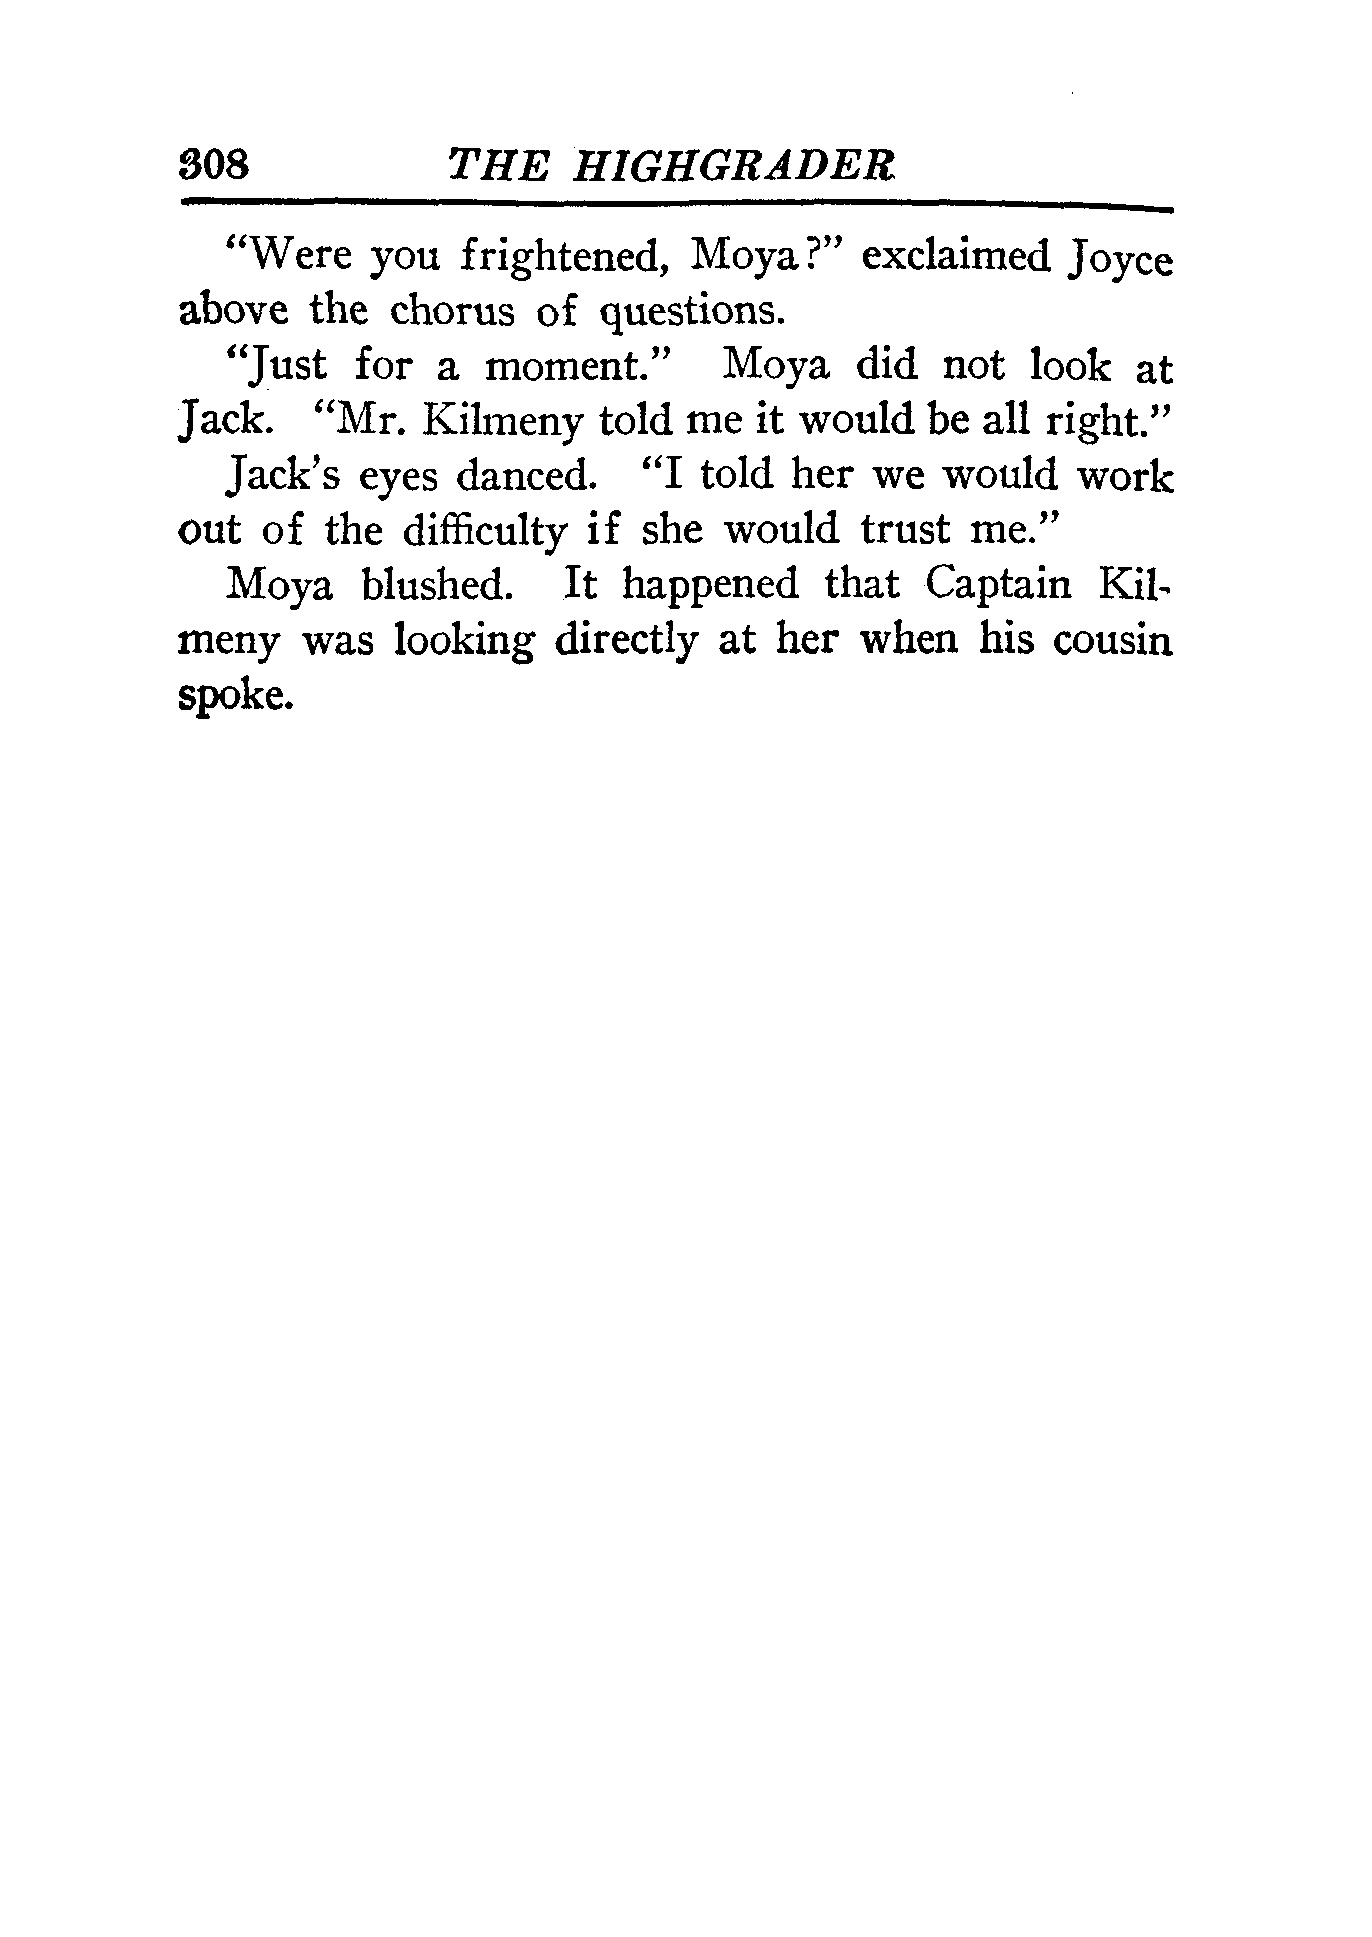 308 THE HIGHGRADER
“Were you frightened, Moya?” exclaimed Joyce
above the chorus of questions.
“Just for a moment.” Moya did not look at
Jack. “Mr. Kilmeny told me it would be all right.”
Jack’s eyes danced. “I told her we would work
out of the difficulty if she would trust me.”
Moya blushed. It happened that Captain Kil-
meny was looking directly at her when his cousin
spoke.